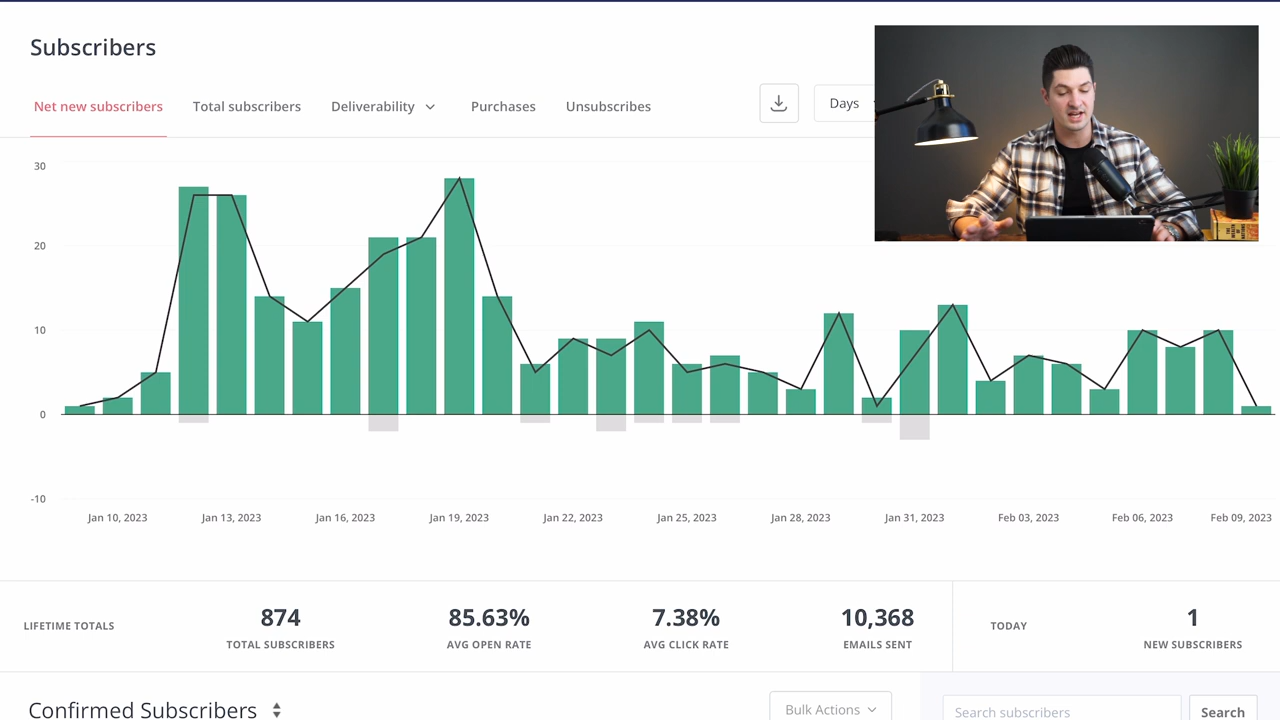 Subscribers
Net new subscribers Total subscribers Deliverability Purchases Unsubscribes Days
30
20
10
0
-10
Jan 10, 2023 Jan 13, 2023 Jan 16, 2023 Jan 19, 2023 Jan 22, 2023 Jan 25, 2023 Jan 28, 2023 Jan 31, 2023 Feb 03, 2023 Feb 06, 2023 Feb 09, 2023
LIFETIME TOTALS
874
TOTAL SUBSCRIBERS
85.63%
AVG OPEN RATE
7.38%
AVG CLICK RATE
10,368
EMAILS SENT
TODAY
1
NEW SUBSCRIBERS
Confirmed Subscribers
Bulk Actions
Search subscribers
Search